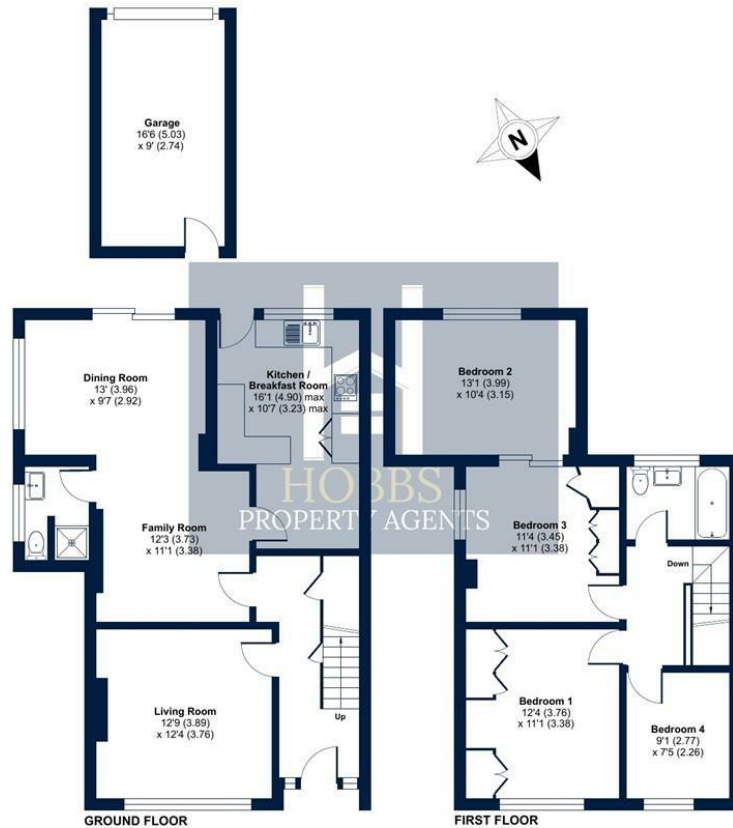 Garage
16'6 (5.03)
x 9' (2.74)
N
Dining Room
13' (3.96)
x 9'7 (2.92)
Kitchen /
Breakfast Room
16'1 (4.90) max
x 10'7 (3.23) max
Bedroom 2
13'1 (3.99)
x 10'4 (3.15)
HOBBS
PROPERTY AGENTS
Family Room
12'3 (3.73)
x 11'1 (3.38)
Bedroom 3
11'4 (3.45)
x 11'1 (3.38)
Down
Living Room
12'9 (3.89)
x 12'4 (3.76)
Up
Bedroom 1
12'4 (3.76)
x 11'1 (3.38)
Bedroom 4
9'1 (2.77)
x 7'5 (2.26)
GROUND FLOOR
FIRST FLOOR